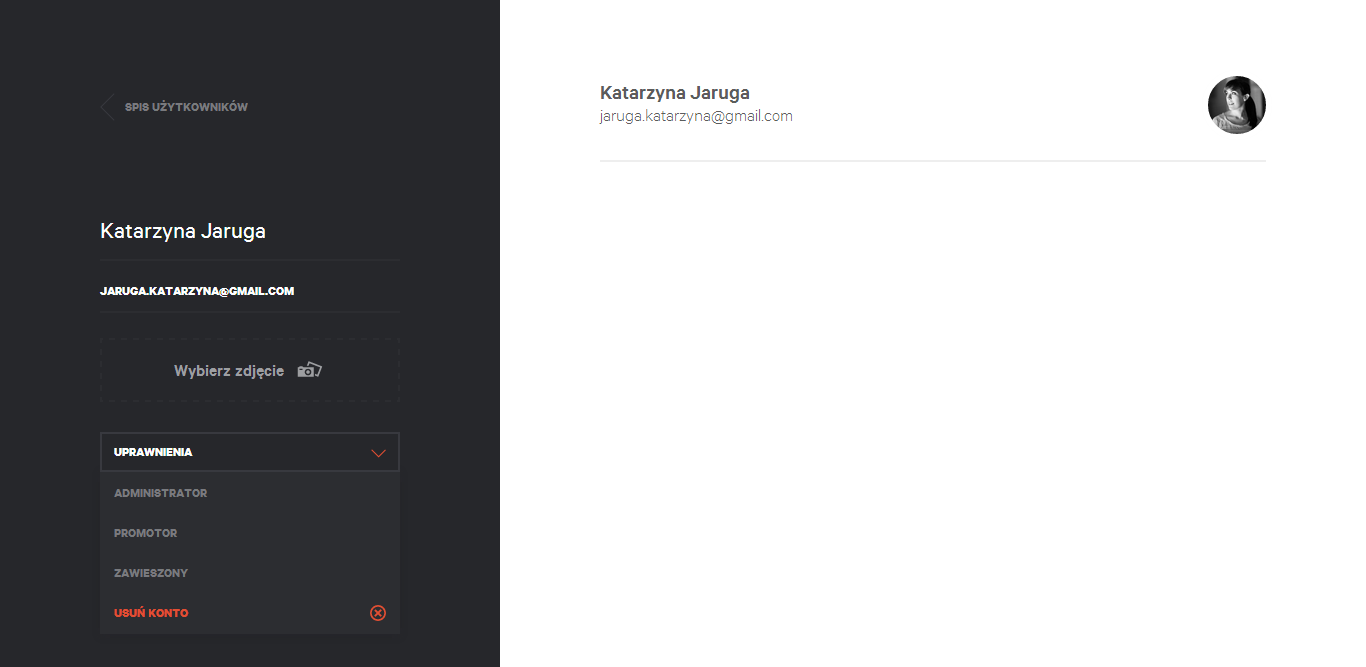 SPIS UŻYTKOWNIKÓW
Katarzyna Jaruga
JARUGA.KATARZYNA@GMAIL.COM
Wybierz zdjęcie
UPRAWNIENIA
ADMINISTRATOR
PROMOTOR
ZAWIESZONY
USUŃ KONTO
Katarzyna Jaruga
jaruga.katarzyna@gmail.com